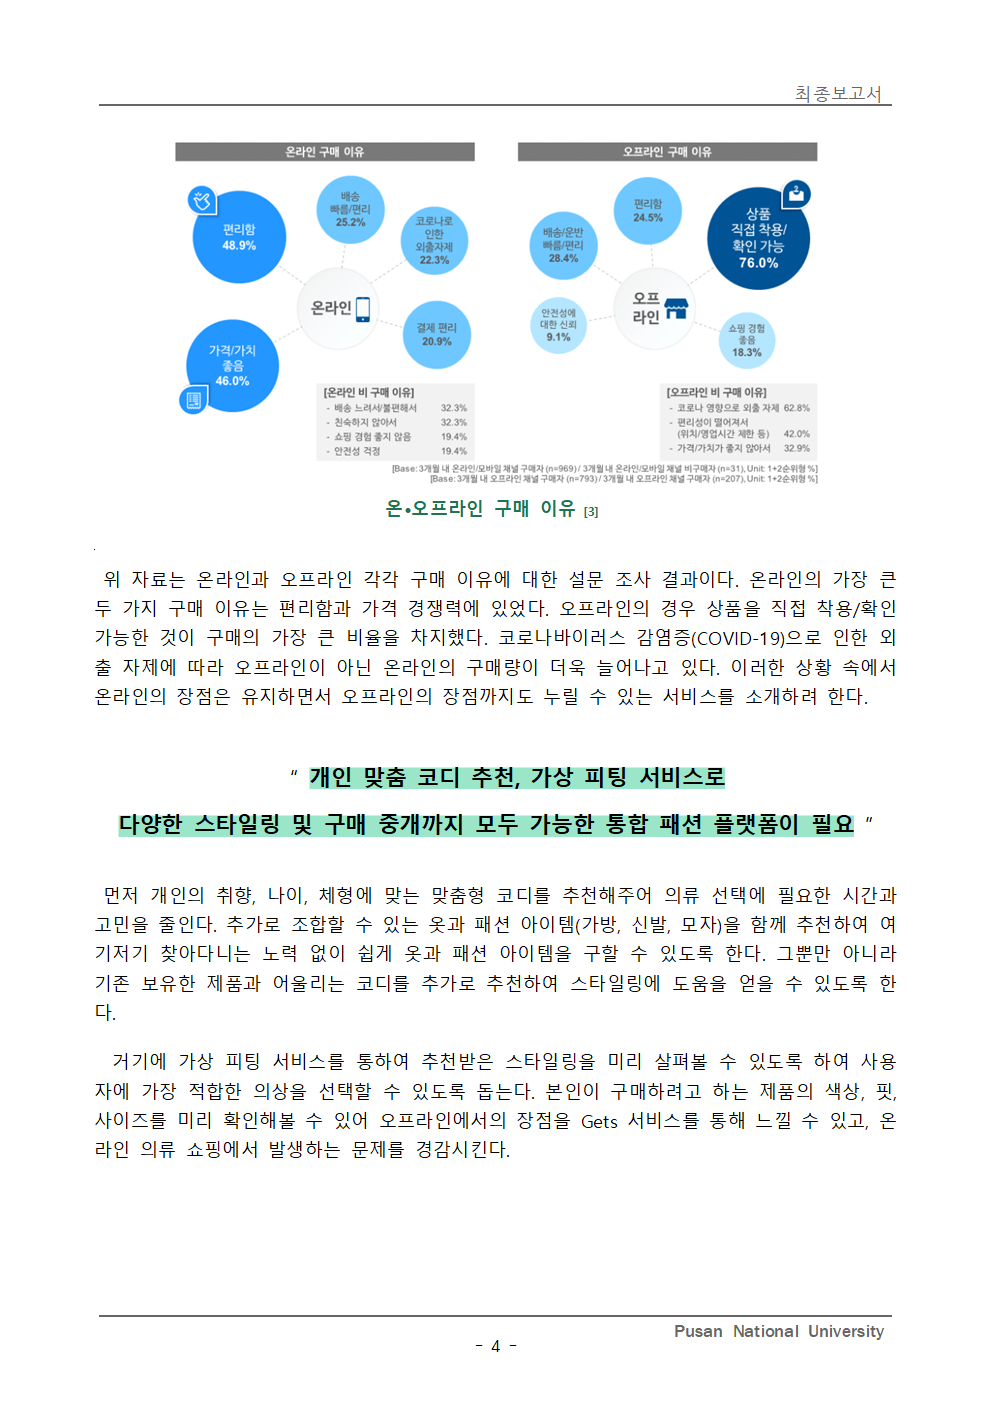 최종보고서
온라인 구매 이유
편리함
48.9%
배송
빠름/편리
25.2%
코로나로
인한
외출자제
22.3%
온라인
결제 편리
20.9%
가격/가치
좋음
46.0%
[온라인 비 구매 이유]
- 배송 느려서/불편해서 32.3%
- 친숙하지 않아서 32.3%
- 쇼핑 경험 좋지 않음 19.4%
- 안전성 걱정 19.4%
오프라인 구매 이유
편리함
24.5%
상품
직접 착용/
확인 가능
76.0%
배송/운반
빠름/편리
28.4%
오프
라인
안전성에
대한 신뢰
9.1%
쇼핑 경험
좋음
18.3%
[오프라인 비 구매 이유]
- 코로나 영향으로 외출 자제 62.8%
- 편리성이 떨어져서
(위치/영업시간 제한 등) 42.0%
- 가격/가치가 좋지 않아서 32.9%
[Base: 3개월 내 온라인/모바일 채널 구매자 (n=969) / 3개월 내 온라인/모바일 채널 비구매자 (n=31), Unit: 1+2순위형 %]
[Base: 3개월 내 오프라인 채널 구매자 (n=793) / 3개월 내 오프라인 채널 구매자 (n=207), Unit: 1+2순위형 %]
온•오프라인 구매 이유 [3]
.
위 자료는 온라인과 오프라인 각각 구매 이유에 대한 설문 조사 결과이다. 온라인의 가장 큰
두 가지 구매 이유는 편리함과 가격 경쟁력에 있었다. 오프라인의 경우 상품을 직접 착용/확인
가능한 것이 구매의 가장 큰 비율을 차지했다. 코로나바이러스 감염증(COVID-19)으로 인한 외
출 자제에 따라 오프라인이 아닌 온라인의 구매량이 더욱 늘어나고 있다. 이러한 상황 속에서
온라인의 장점은 유지하면서 오프라인의 장점까지도 누릴 수 있는 서비스를 소개하려 한다.
“ 개인 맞춤 코디 추천, 가상 피팅 서비스로
다양한 스타일링 및 구매 중개까지 모두 가능한 통합 패션 플랫폼이 필요 ”
먼저 개인의 취향, 나이, 체형에 맞는 맞춤형 코디를 추천해주어 의류 선택에 필요한 시간과
고민을 줄인다. 추가로 조합할 수 있는 옷과 패션 아이템(가방, 신발, 모자)을 함께 추천하여 여
기저기 찾아다니는 노력 없이 쉽게 옷과 패션 아이템을 구할 수 있도록 한다. 그뿐만 아니라
기존 보유한 제품과 어울리는 코디를 추가로 추천하여 스타일링에 도움을 얻을 수 있도록 한
다.
거기에 가상 피팅 서비스를 통하여 추천받은 스타일링을 미리 살펴볼 수 있도록 하여 사용
자에 가장 적합한 의상을 선택할 수 있도록 돕는다. 본인이 구매하려고 하는 제품의 색상, 핏,
사이즈를 미리 확인해볼 수 있어 오프라인에서의 장점을 Gets 서비스를 통해 느낄 수 있고, 온
라인 의류 쇼핑에서 발생하는 문제를 경감시킨다.
Pusan National University
- 4 -